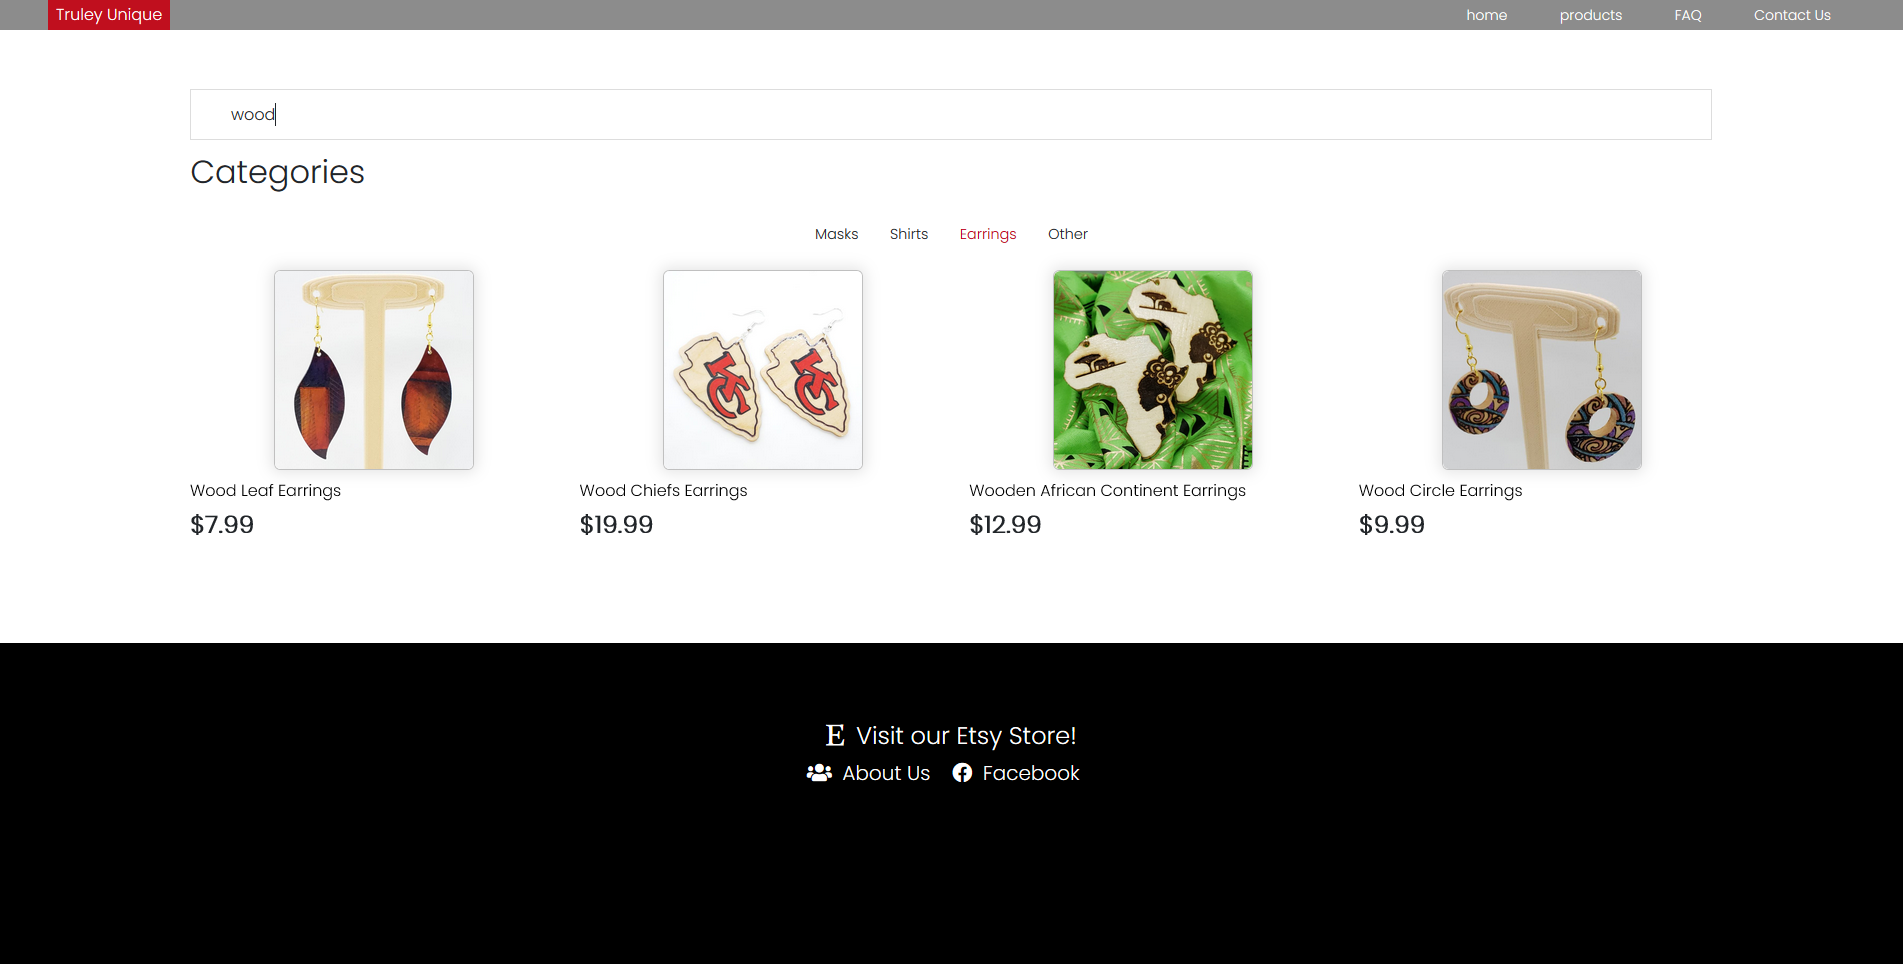 Truley Unique home products FAQ Contact Us
wood
Categories
Masks Shirts Earrings Other
KC KC
Wood Leaf Earrings Wood Chiefs Earrings Wooden African Continent Earrings Wood Circle Earrings
$7.99 $19.99 $12.99 $9.99
E Visit our Etsy Store!
About Us Facebook